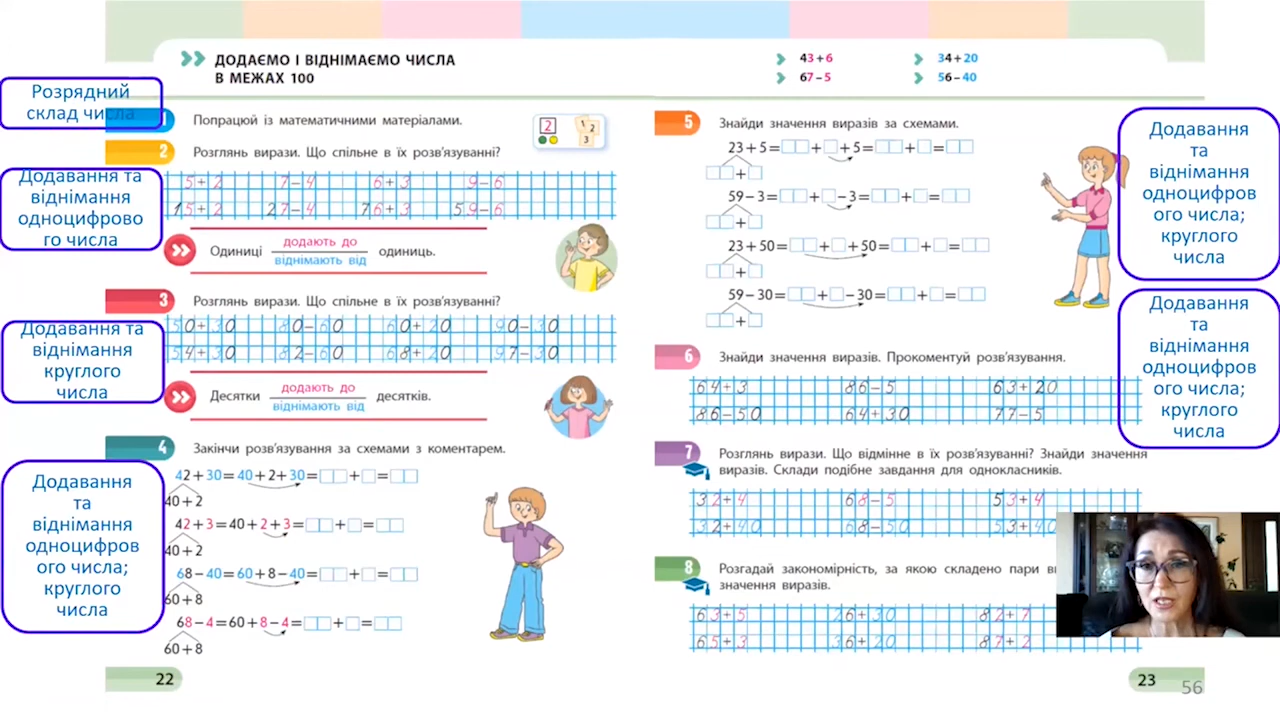 ДОДАЄМО І ВІДНІМАЄМО ЧИСЛА
В МЕЖАХ 100
43+6
34+20
67-5
56-40
Розрядний
склад числа
1
Попрацюй із математичними матеріалами.
2
1 2
3
2
Розглянь вирази. Що спільне в їх розв'язуванні?
Додавання та
віднімання
одноцифрово
го числа
5+2 7-4 6+3 9-6
15+2 27-4 76+3 59-6
Одиниці додають до одиниць.
віднімають від
3
Розглянь вирази. Що спільне в їх розв'язуванні?
Додавання та
віднімання
круглого
числа
50+30 80-60 60+20 90-30
54+30 82-60 68+20 97-30
Десятки додають до десятків.
віднімають від
4
Закінчи розв'язування за схемами з коментарем.
Додавання
та
віднімання
одноцифров
ого числа;
круглого
числа
42+30=40+2+30=□□+□=□□
40+2
42+3=40+2+3=□□+□=□□
40+2
68-40=60+8-40=□□+□=□□
60+8
68-4=60+8-4=□□+□=□□
60+8
22
5
Знайди значення виразів за схемами.
23+5=□□+□+5=□□+□=□□
□□+□
59-3=□□+□-3=□□+□=□□
□□+□
23+50=□□+□+50=□□+□=□□
□□+□
59-30=□□+□-30=□□+□=□□
□□+□
Додавання
та
віднімання
одноцифров
ого числа;
круглого
числа
6
Знайди значення виразів. Прокоментуй розв'язування.
64+3 86-5 63+20
86-50 64+30 77-5
Додавання
та
віднімання
одноцифров
ого числа;
круглого
числа
7
Розглянь вирази. Що відмінне в їх розв'язуванні? Знайди значення
виразів. Склади подібне завдання для однокласників.
32+4 68-5 53+4
32+40 68-50 53+40
8
Розгадай закономірність, за якою складено пари
значення виразів.
63+5 26+30 82+7
65+3 36+20 87+2
23
56